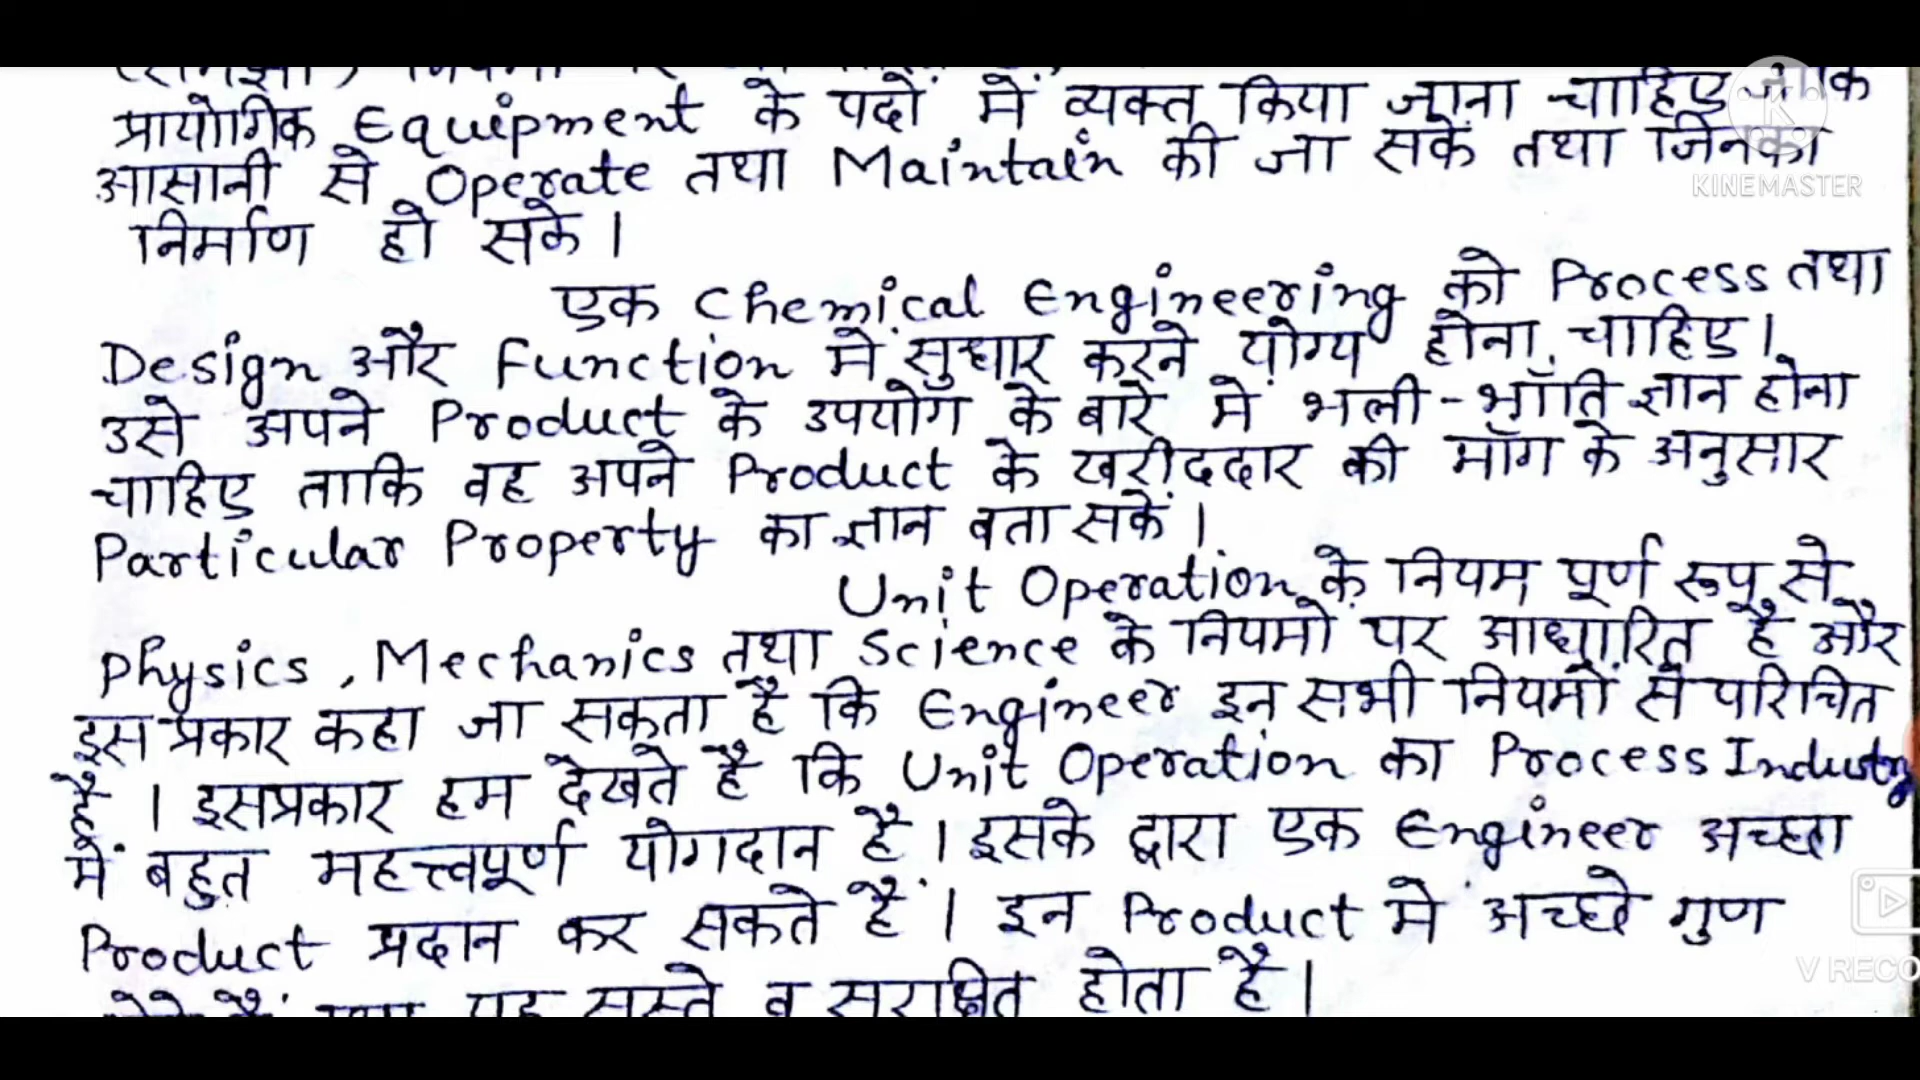 प्रायोगिक Equipment के पदों में व्यक्त किया जाना चाहिए
आसानी से Operate तथा Maintain की जा सकें तथा जिनका
निर्माण हो सके।
एक Chemical Engineering को Process तथा
Design और Function में सुधार करने योग्य होना चाहिए।
उसे अपने Product के उपयोग के बारे मे भली-भाँति ज्ञान होना
चाहिए ताकि वह अपने Product के खरीददार की माँग के अनुसार
Particular Property का ज्ञान बता सकें।
Unit Operation के नियम पूर्ण रूप से
Physics, Mechanics तथा Science के नियमों पर आधारित है और
इस प्रकार कहा जा सकता है कि Engineer इन सभी नियमों से परिचित
है। इसप्रकार हम देखते है कि Unit Operation का Process Industry
में बहुत महत्त्वपूर्ण योगदान है। इसके द्वारा एक Engineer अच्छा
Product प्रदान कर सकते है। इन Product मे अच्छे गुण
यह सस्ते व सुरक्षित होता है।
KINEMASTER
V RECO